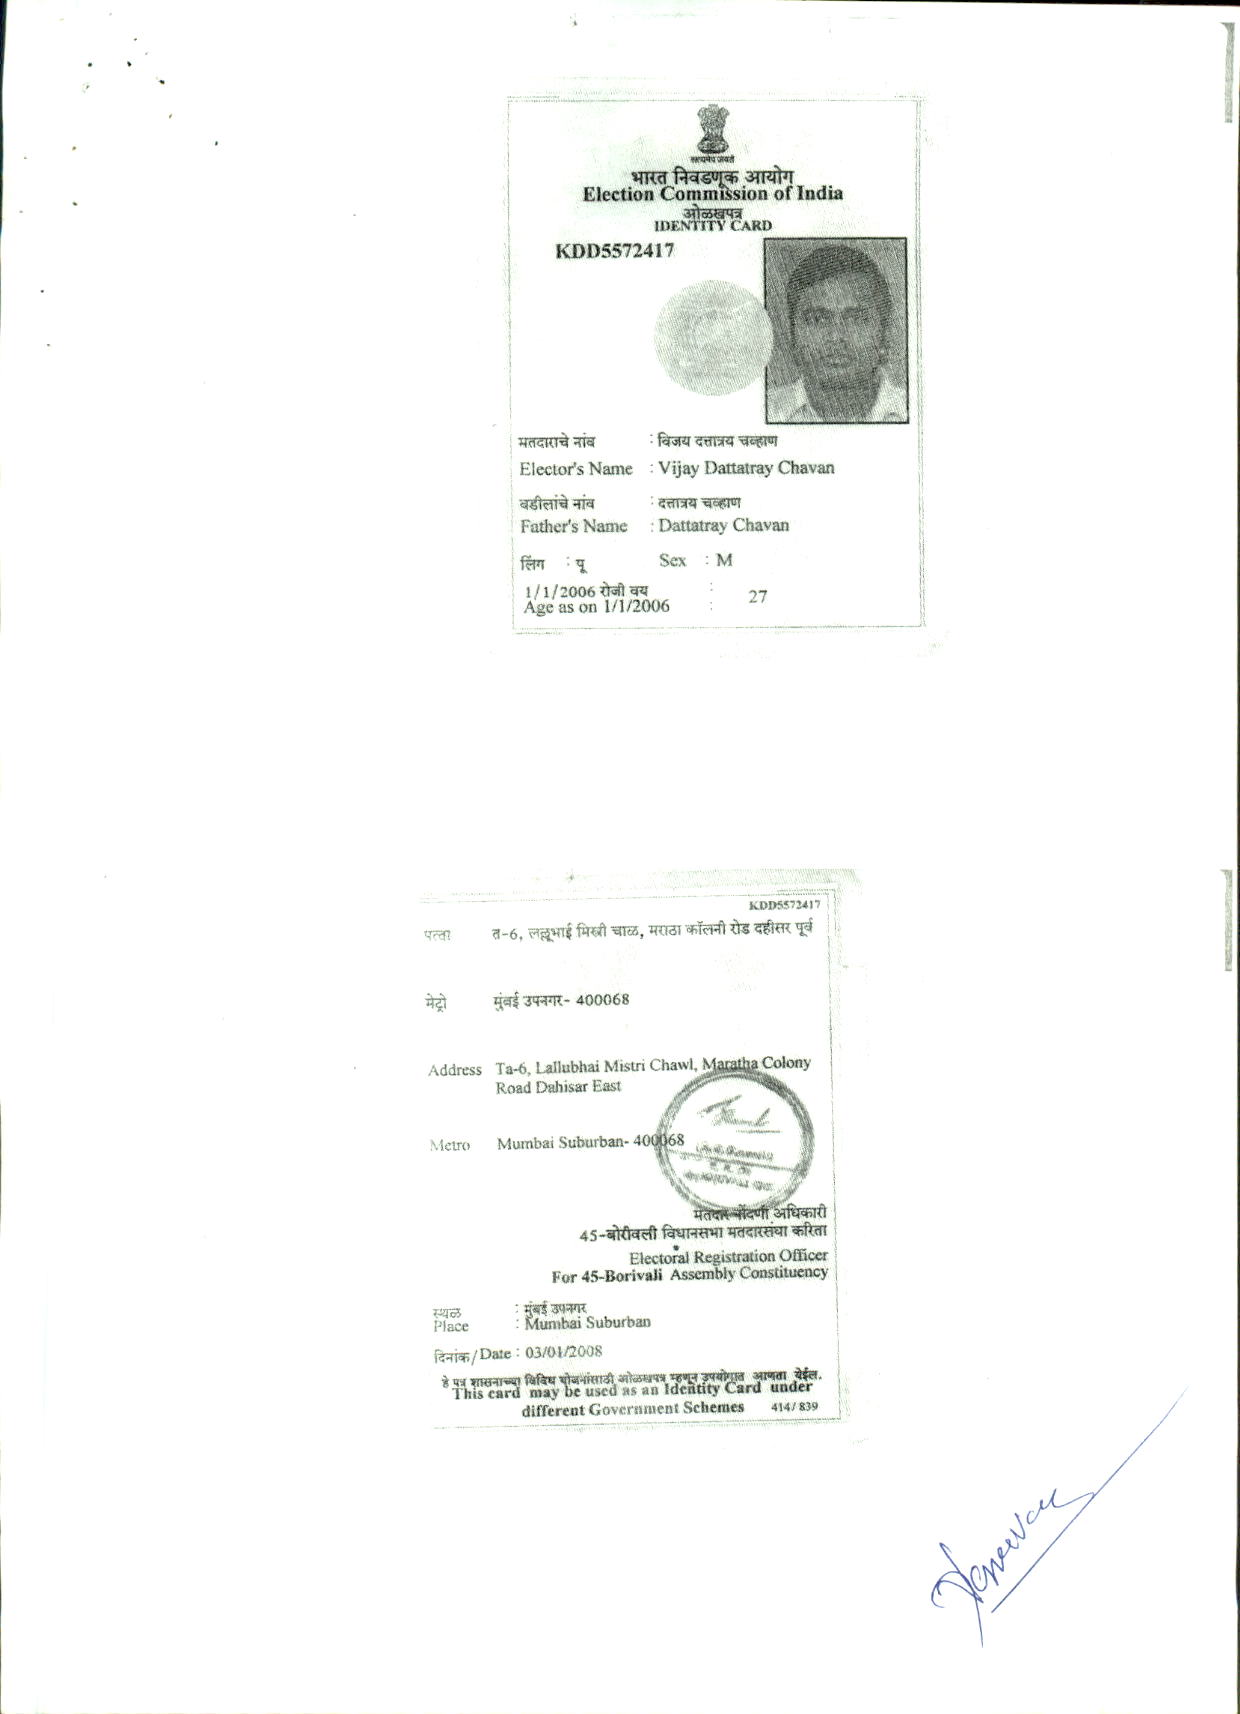 सत्यमेव जयते
भारत निवडणूक आयोग
Election Commission of India
ओळखपत्र
IDENTITY CARD
KDD5572417
मतदाराचे नांव : विजय दत्तात्रय चव्हाण
Elector's Name : Vijay Dattatray Chavan
वडीलांचे नांव : दत्तात्रय चव्हाण
Father's Name : Dattatray Chavan
लिंग : पू Sex : M
1/1/2006 रोजी वय :
Age as on 1/1/2006 : 27
KDD5572417
पत्ता त-6, लल्लूभाई मिस्त्री चाळ, मराठा कॉलनी रोड दहीसर पूर्व
मेट्रो मुंबई उपनगर- 400068
Address Ta-6, Lallubhai Mistri Chawl, Maratha Colony
Road Dahisar East
Metro Mumbai Suburban- 400068
मतदार नोंदणी अधिकारी
45-बोरीवली विधानसभा मतदारसंघा करिता
Electoral Registration Officer
For 45-Borivali Assembly Constituency
स्थळ : मुंबई उपनगर
Place : Mumbai Suburban
दिनांक/Date : 03/01/2008
हे पत्र शासनाच्या विविध योजनांसाठी ओळखपत्र म्हणून उपयोगात आणता येईल.
This card may be used as an Identity Card under
different Government Schemes 414/ 839